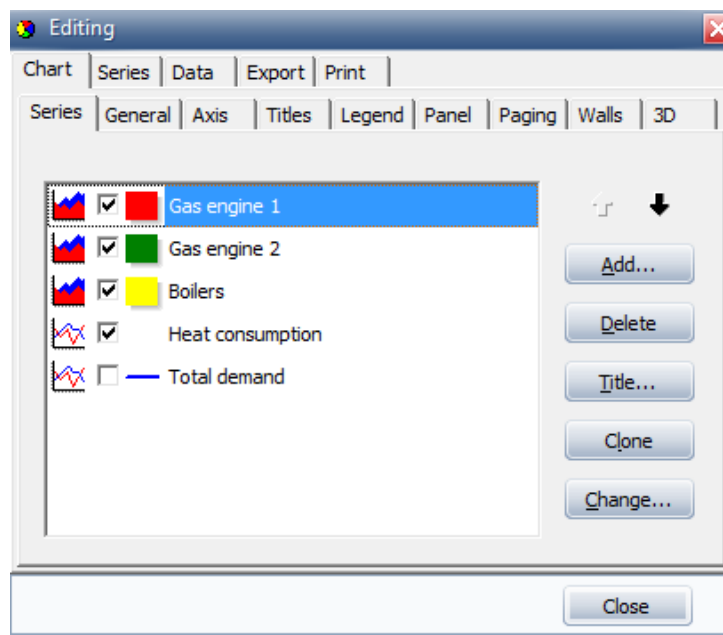 Editing
Chart Series Data Export Print
Series General Axis Titles Legend Panel Paging Walls 3D
Gas engine 1
Gas engine 2
Add...
Boilers
Delete
Heat consumption
Total demand
Title...
Clone
Change...
Close